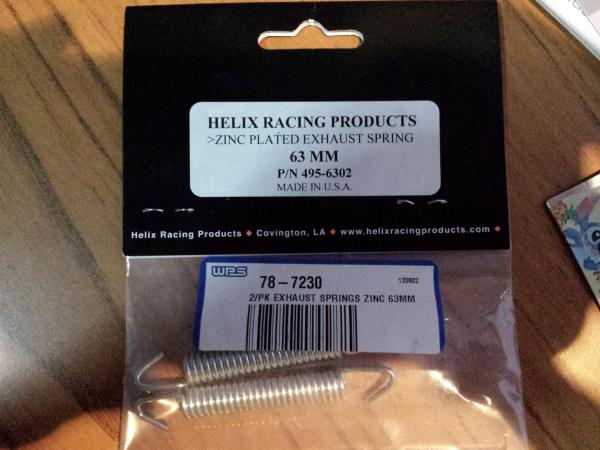 HELIX RACING PRODUCTS
>ZINC PLATED EXHAUST SPRING
63 MM
P/N 495-6302
MADE IN U.S.A.
Helix Racing Products ♦ Covington, LA ♦ www.helixracingproducts.com
WPS
78-7230
120802
2/PK EXHAUST SPRINGS ZINC 63MM